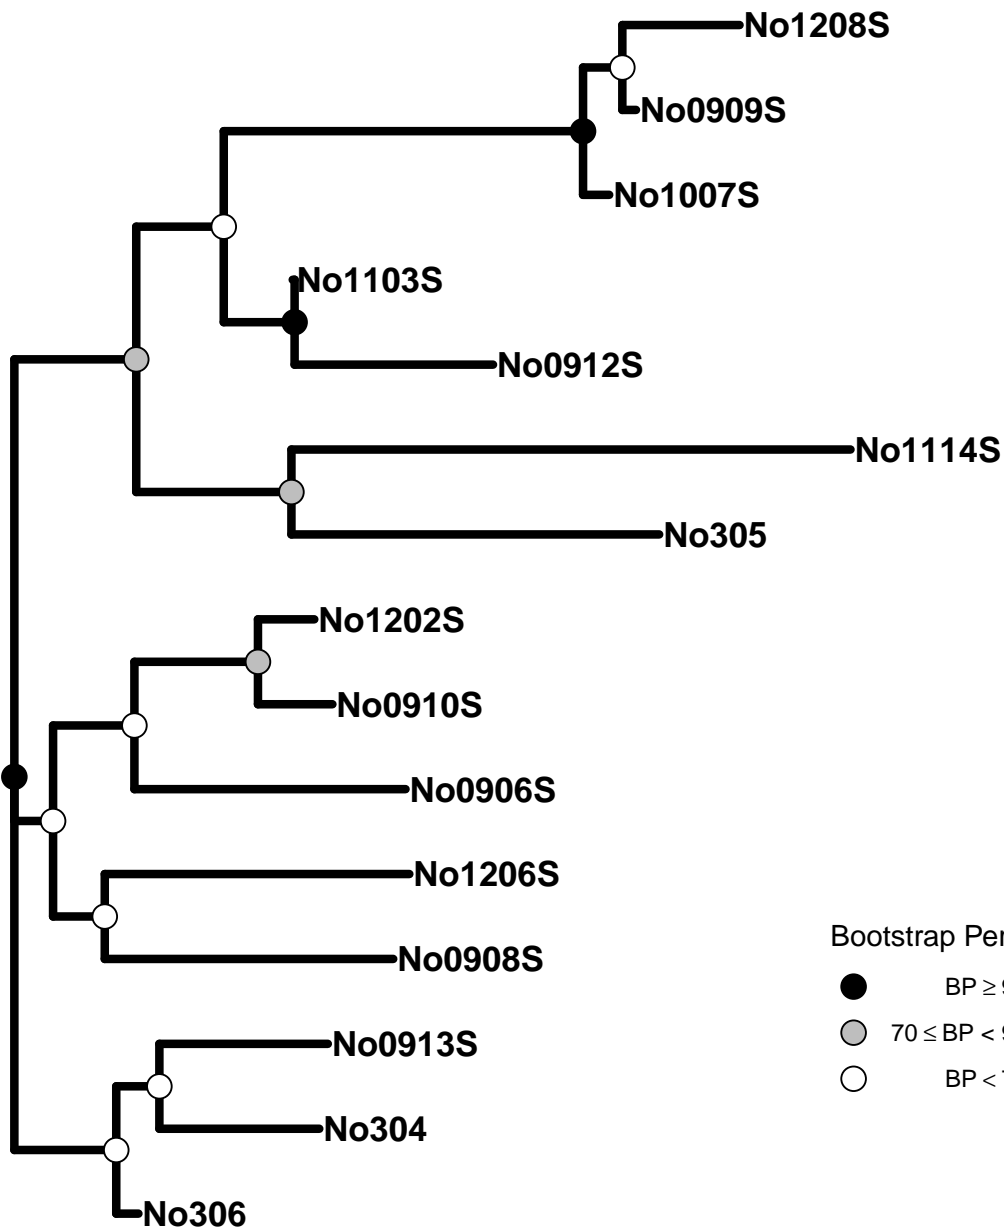 No1208S
No0909S
No1007S
No1103S
No0912S
No1114S
No305
No1202S
No0910S
No0906S
No1206S
No0908S
Bootstrap Per
BP ≥ 9
70 ≤ BP < 9
BP < 7
No0913S
No304
No306